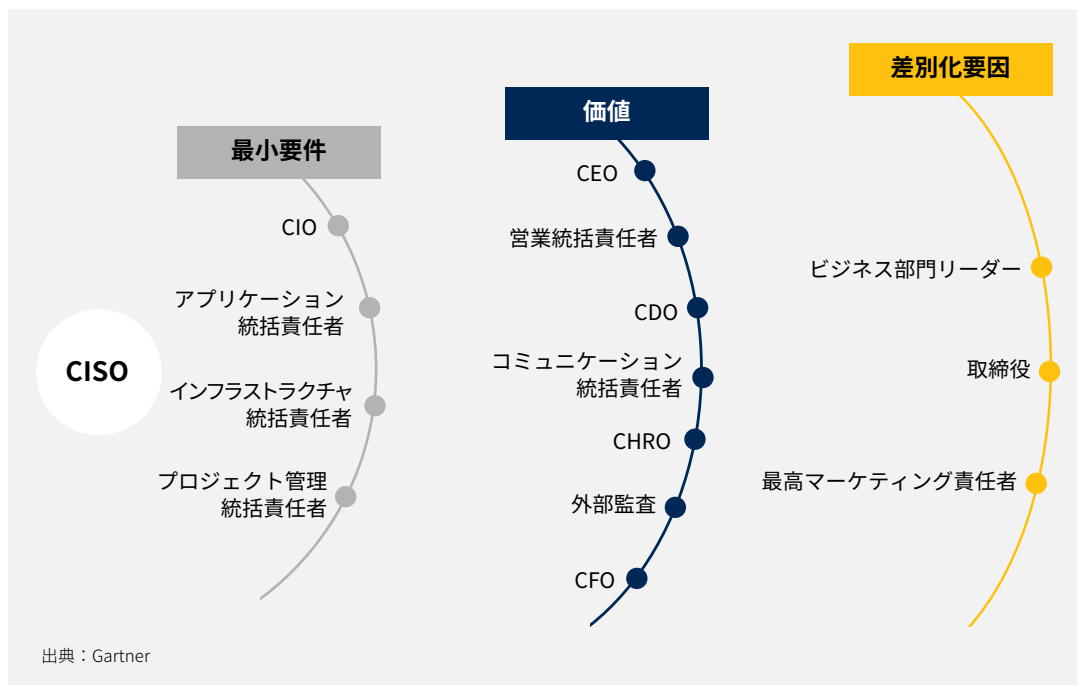 CISO
最小要件
CIO
アプリケーション
統括責任者
インフラストラクチャ
統括責任者
プロジェクト管理
統括責任者
価値
CEO
営業統括責任者
CDO
コミュニケーション
統括責任者
CHRO
外部監査
CFO
差別化要因
ビジネス部門リーダー
取締役
最高マーケティング責任者
出典：Gartner